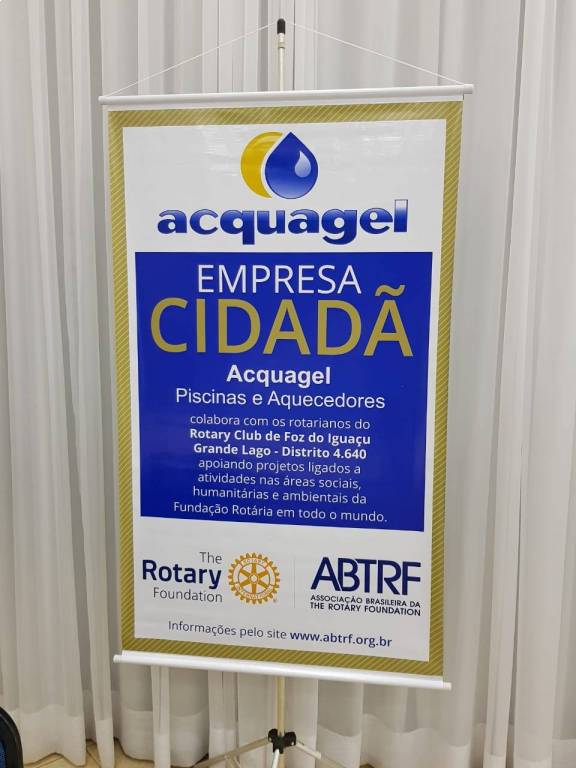 acquagel
EMPRESA
CIDADÃ
Acquagel
Piscinas e Aquecedores
colabora com os rotarianos do
Rotary Club de Foz do Iguaçu
Grande Lago - Distrito 4.640
apoiando projetos ligados a
atividades nas áreas sociais,
humanitárias e ambientais da
Fundação Rotária em todo o mundo.
The
Rotary
Foundation
ROTARY
INTERNATIONAL
ABTRF
ASSOCIAÇÃO BRASILEIRA DA
THE ROTARY FOUNDATION
Informações pelo site www.abtrf.org.br